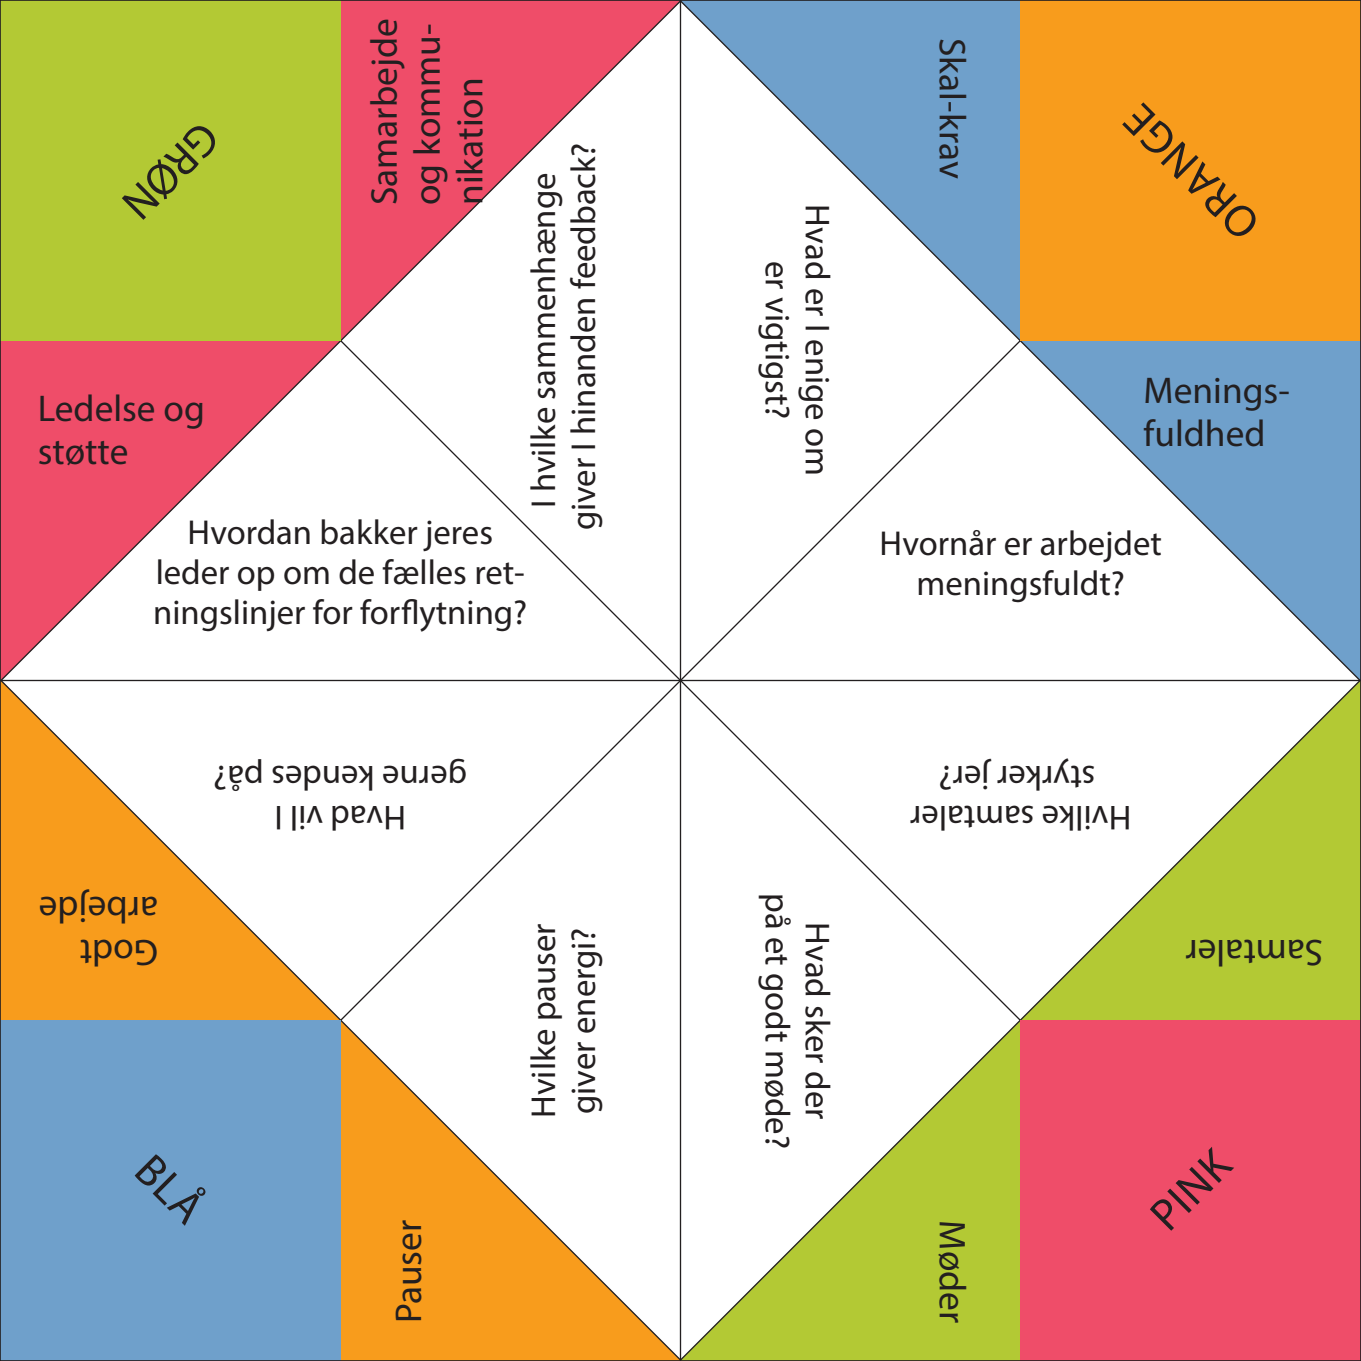 GRØN
Samarbejde
og kommu-
nikation
Skal-krav
ORANGE
I hvilke sammenhænge
giver I hinanden feedback?
Hvad er I enige om
er vigtigst?
Ledelse og
støtte
Menings-
fuldhed
Hvordan bakker jeres
leder op om de fælles ret-
ningslinjer for forflytning?
Hvornår er arbejdet
meningsfuldt?
Hvad vil I
gerne kendes på?
Hvilke samtaler
styrker jer?
Godt
arbejde
Samtaler
Hvilke pauser
giver energi?
Hvad sker der
på et godt møde?
BLÅ
Pauser
Møder
PINK